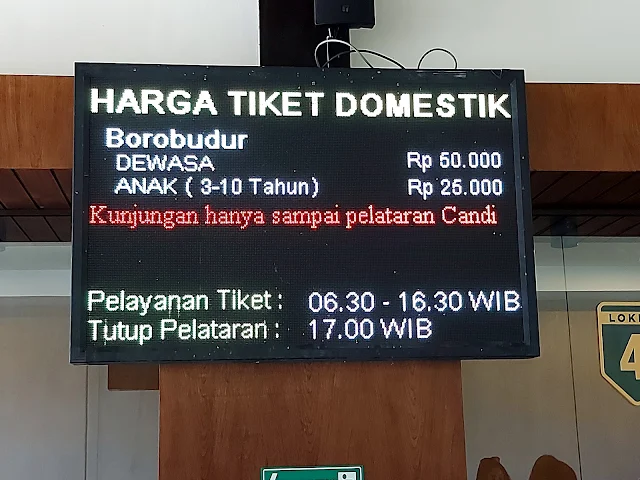 HARGA TIKET DOMESTIK
Borobudur
DEWASA Rp 50.000
ANAK ( 3-10 Tahun) Rp 25.000
Kunjungan hanya sampai pelataran Candi
Pelayanan Tiket : 06.30 - 16.30 WIB
Tutup Pelataran : 17.00 WIB
4